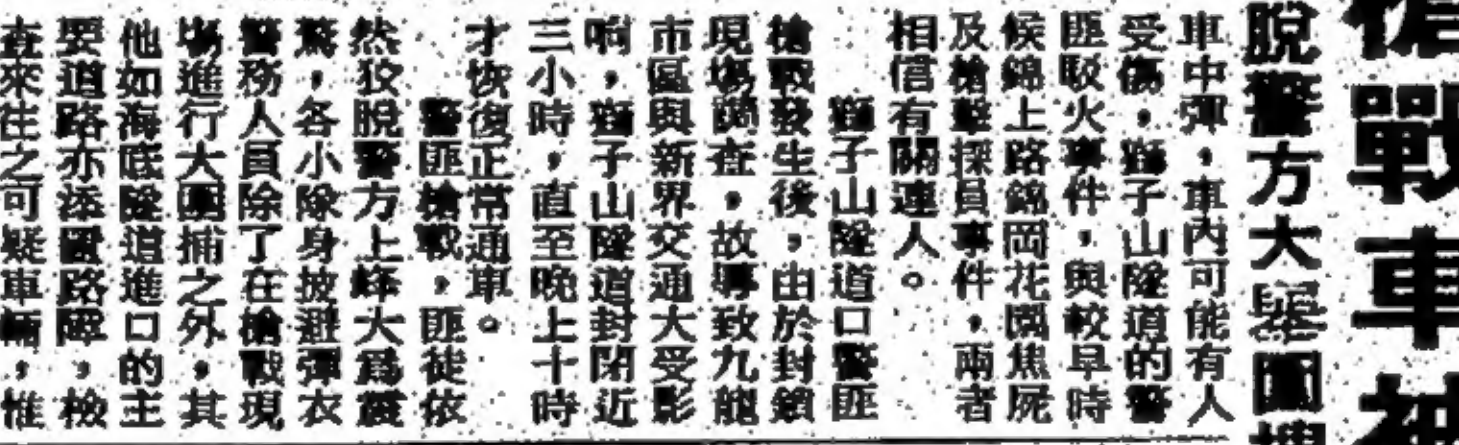 槍戰車
脫警方大舉圍搜
車中彈，車內可能有人
受傷，獅子山隧道的警
匪駁火事件，與較早時
候錦上路錦岡花園焦屍
及槍擊探員事件，兩者
相信有關連人。
獅子山隧道口警匪
槍戰發生後，由於封鎖
現場調查，故導致九龍
市區與新界交通大受影
响，獅子山隧道封閉近
三小時，直至晚上十時
才恢復正常通車。
警匪槍戰，匪徒依
然狡脫警方上峰大爲震
驚，各小隊身披避彈衣
警務人員除了在槍戰現
場進行大圍捕之外，其
他如海底隧道進口的主
要道路亦添置路障，檢
查來往之可疑車輛，惟